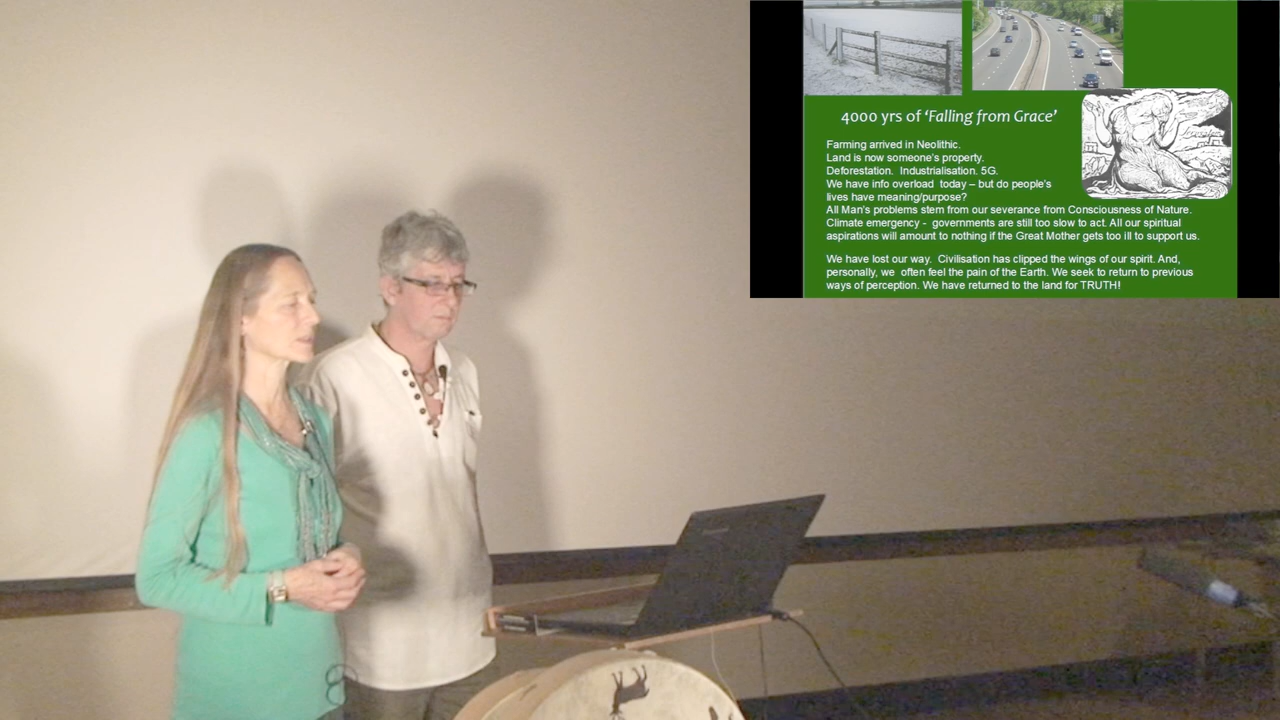 4000 yrs of ‘Falling from Grace’
Farming arrived in Neolithic.
Land is now someone's property.
Deforestation.  Industrialisation. 5G.
We have info overload  today – but do people's
lives have meaning/purpose?
All Man's problems stem from our severance from Consciousness of Nature.
Climate emergency -  governments are still too slow to act. All our spiritual
aspirations will amount to nothing if the Great Mother gets too ill to support us.
We have lost our way.  Civilisation has clipped the wings of our spirit. And,
personally, we  often feel the pain of the Earth. We seek to return to previous
ways of perception. We have returned to the land for TRUTH!